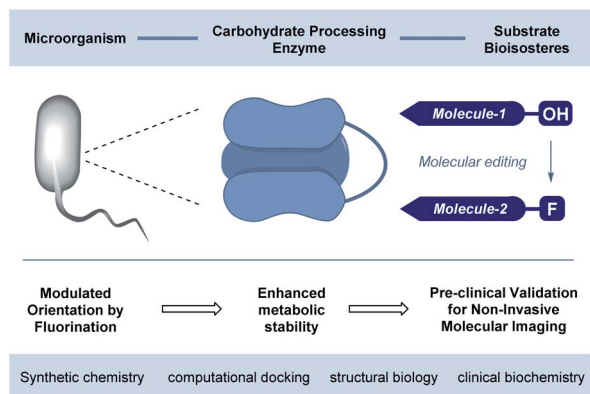 Microorganism
Carbohydrate Processing
Enzyme
Substrate
Bioisosteres
Molecule-1 OH
Molecular editing
Molecule-2 F
Modulated
Orientation by
Fluorination
Enhanced
metabolic
stability
Pre-clinical Validation
for Non-Invasive
Molecular Imaging
Synthetic chemistry computational docking structural biology clinical biochemistry